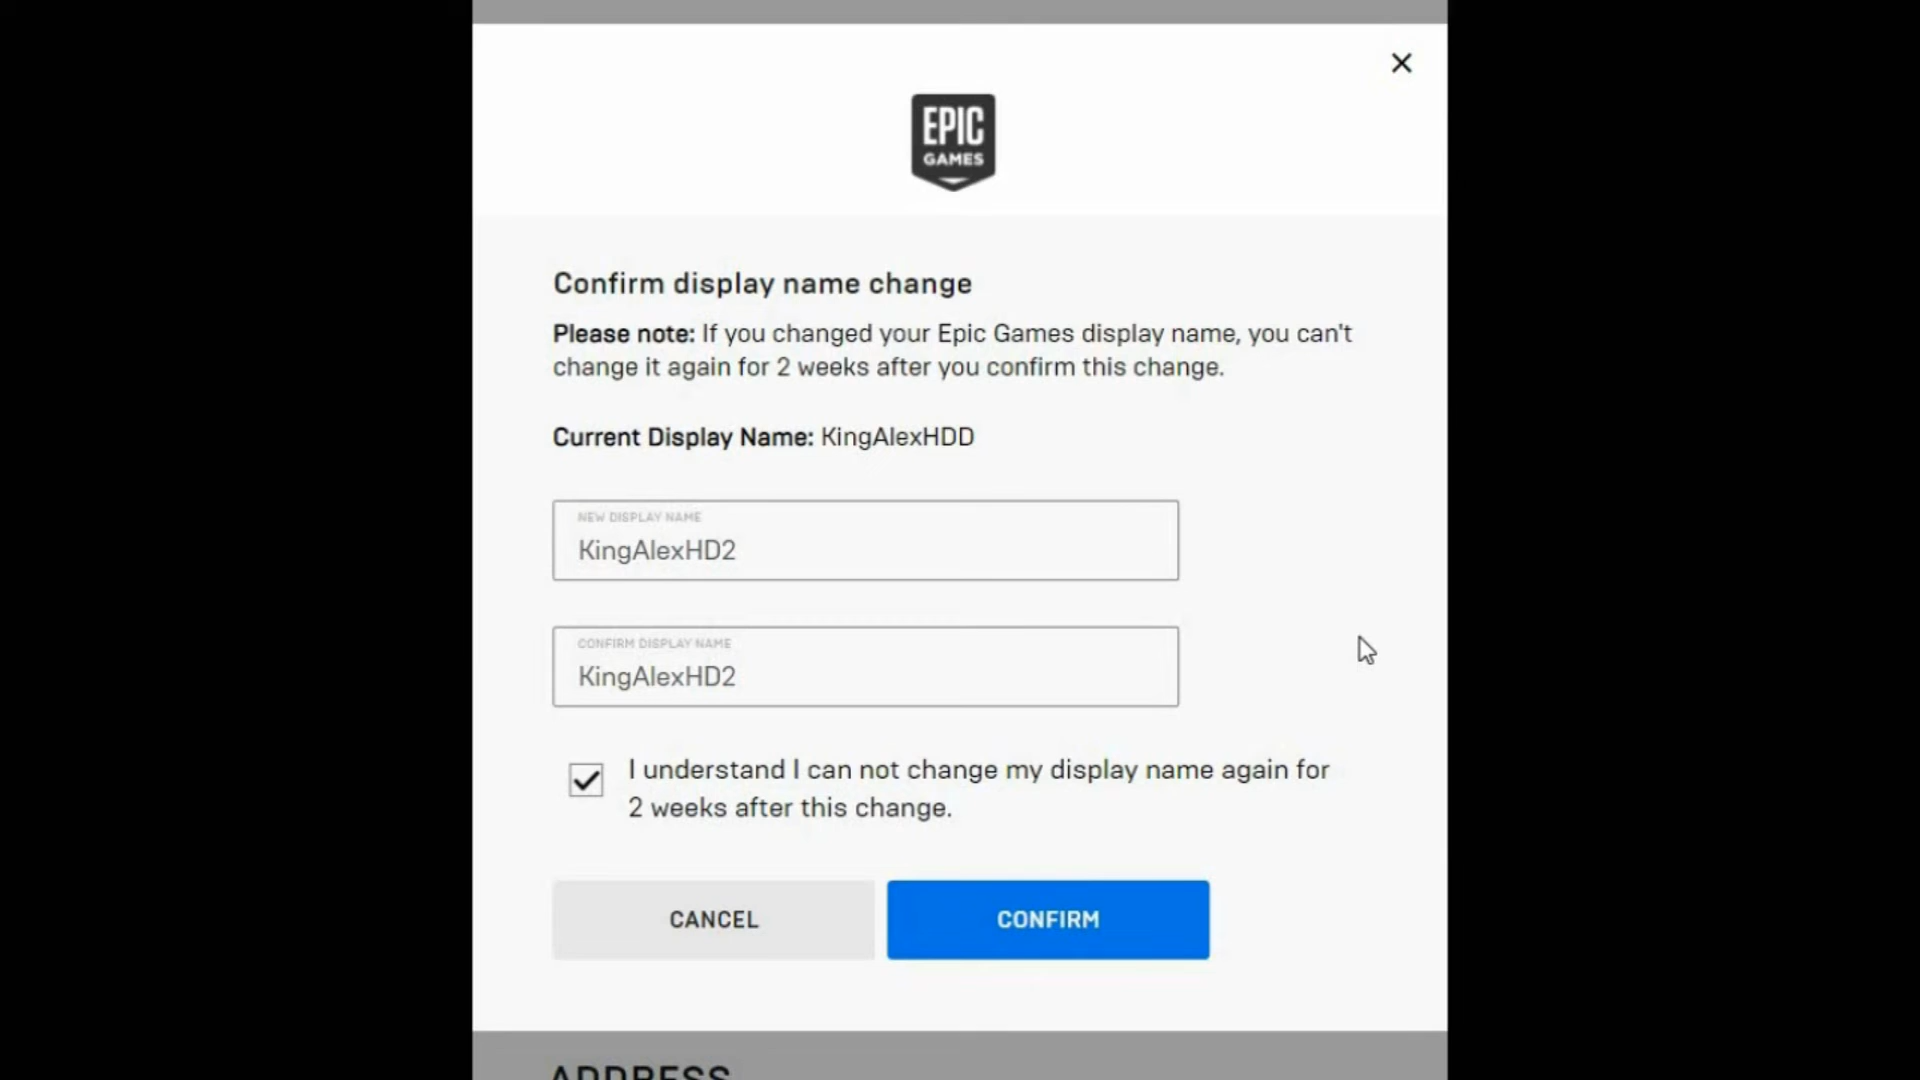 EPIC
GAMES
Confirm display name change
Please note: If you changed your Epic Games display name, you can't
change it again for 2 weeks after you confirm this change.
Current Display Name: KingAlexHDD
NEW DISPLAY NAME
KingAlexHD2
CONFIRM DISPLAY NAME
KingAlexHD2
I understand I can not change my display name again for
2 weeks after this change.
CANCEL
CONFIRM
ADDRESS